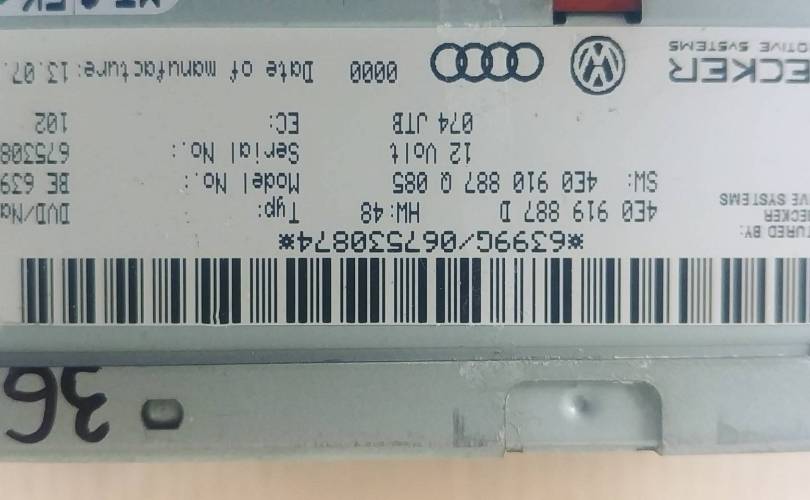 *6399G/067530874*
TURED BY:
ECKER
VE SYSTEMS
4E0 919 887 D HW:48 Typ: DVD/Na
SW: 4E0 910 887 Q 085 Model No.: BE 639
12 Volt Serial No.: 675308
074 JTB EC: 102
ECKER
OTIVE SYSTEMS
0000 Date of manufacture: 13.07.